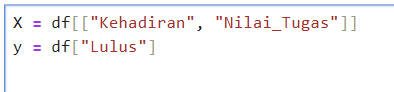 X = df[["Kehadiran", "Nilai_Tugas"]]
y = df["Lulus"]